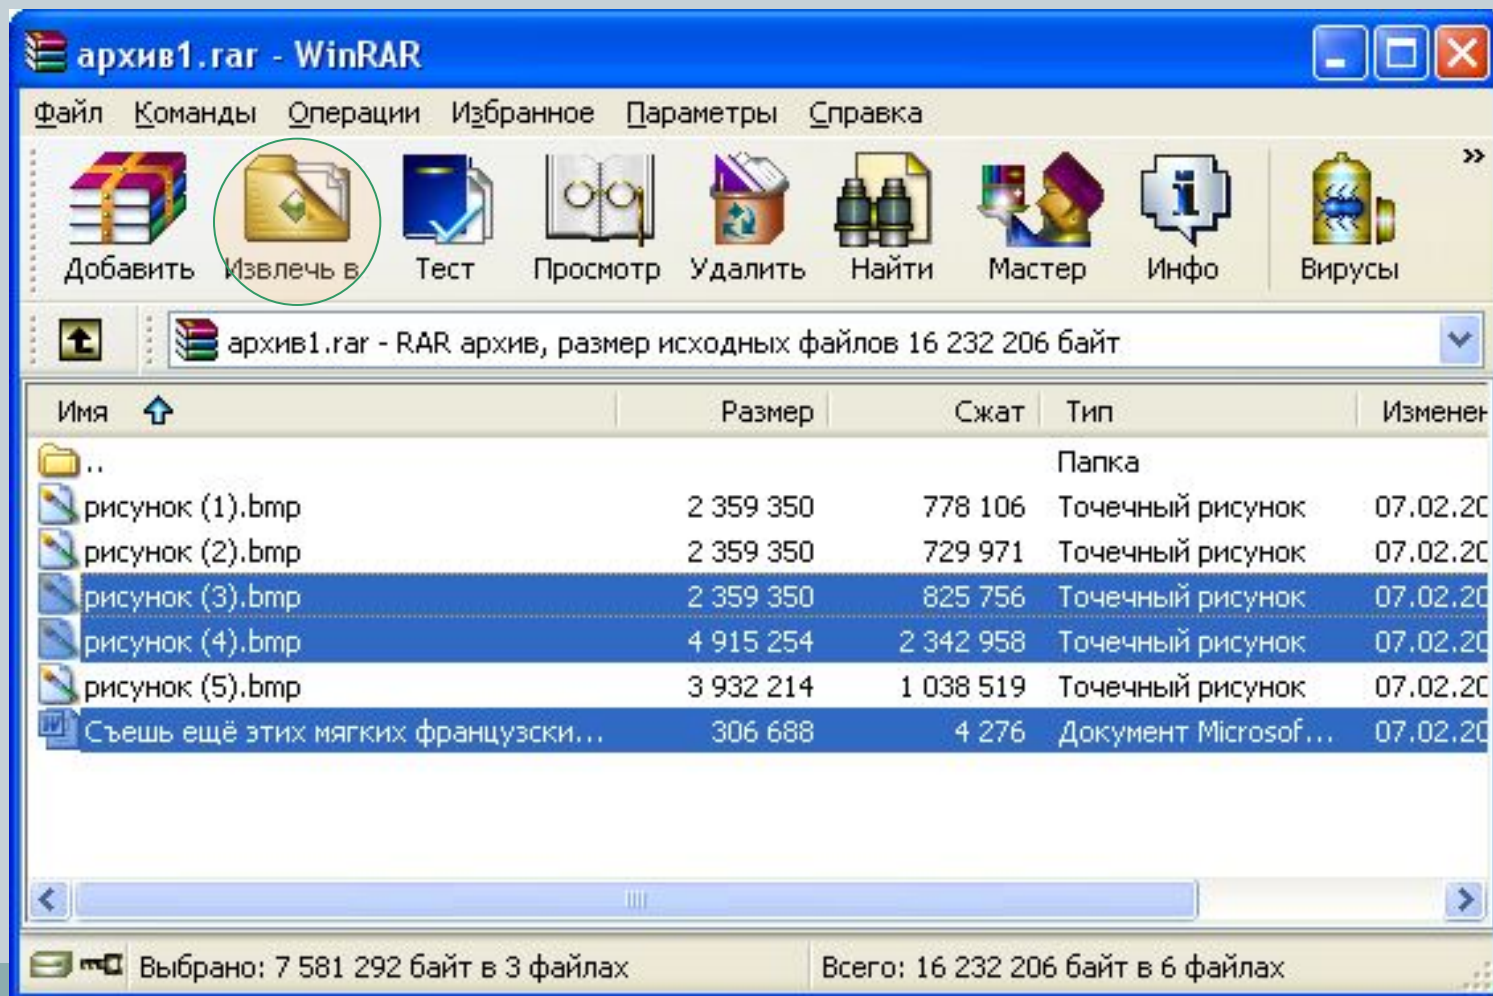 архив1.rar - WinRAR
Файл Команды Операции Избранное Параметры Справка
Добавить Извлечь в Тест Просмотр Удалить Найти Мастер Инфо Вирусы »
архив1.rar - RAR архив, размер исходных файлов 16 232 206 байт
Имя Размер Сжат Тип Изменен
.. Папка
рисунок (1).bmp 2 359 350 778 106 Точечный рисунок 07.02.20
рисунок (2).bmp 2 359 350 729 971 Точечный рисунок 07.02.20
рисунок (3).bmp 2 359 350 825 756 Точечный рисунок 07.02.20
рисунок (4).bmp 4 915 254 2 342 958 Точечный рисунок 07.02.20
рисунок (5).bmp 3 932 214 1 038 519 Точечный рисунок 07.02.20
Съешь ещё этих мягких французски... 306 688 4 276 Документ Microsof... 07.02.20
Выбрано: 7 581 292 байт в 3 файлах Всего: 16 232 206 байт в 6 файлах